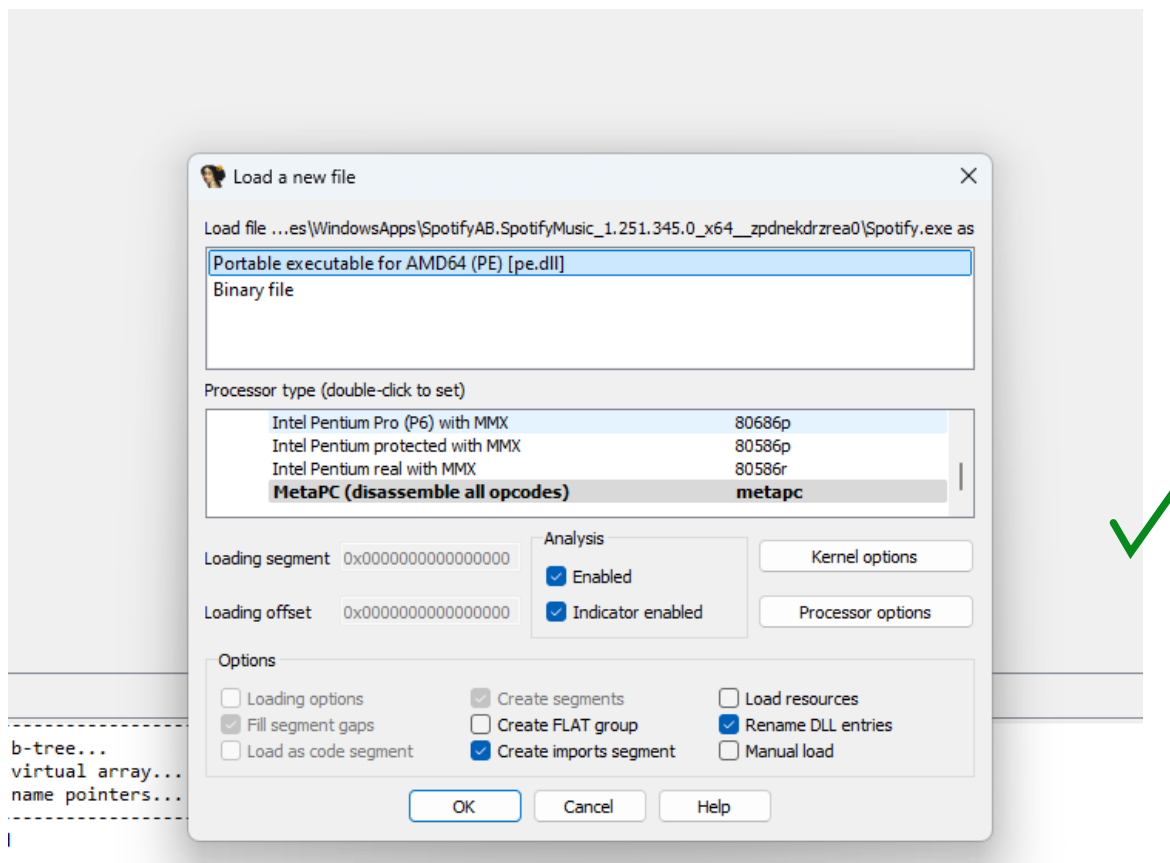 Load a new file
Load file ...es\WindowsApps\SpotifyAB.SpotifyMusic_1.251.345.0_x64__zpdnekdrzrea0\Spotify.exe as
Portable executable for AMD64 (PE) [pe.dll]
Binary file
Processor type (double-click to set)
Intel Pentium Pro (P6) with MMX 80686p
Intel Pentium protected with MMX 80586p
Intel Pentium real with MMX 80586r
MetaPC (disassemble all opcodes) metapc
Analysis
Loading segment 0x0000000000000000
Enabled
Kernel options
Loading offset 0x0000000000000000
Indicator enabled
Processor options
Options
Loading options Create segments Load resources
Fill segment gaps Create FLAT group Rename DLL entries
Load as code segment Create imports segment Manual load
OK Cancel Help
-----------------
b-tree...
virtual array...
name pointers...
-----------------